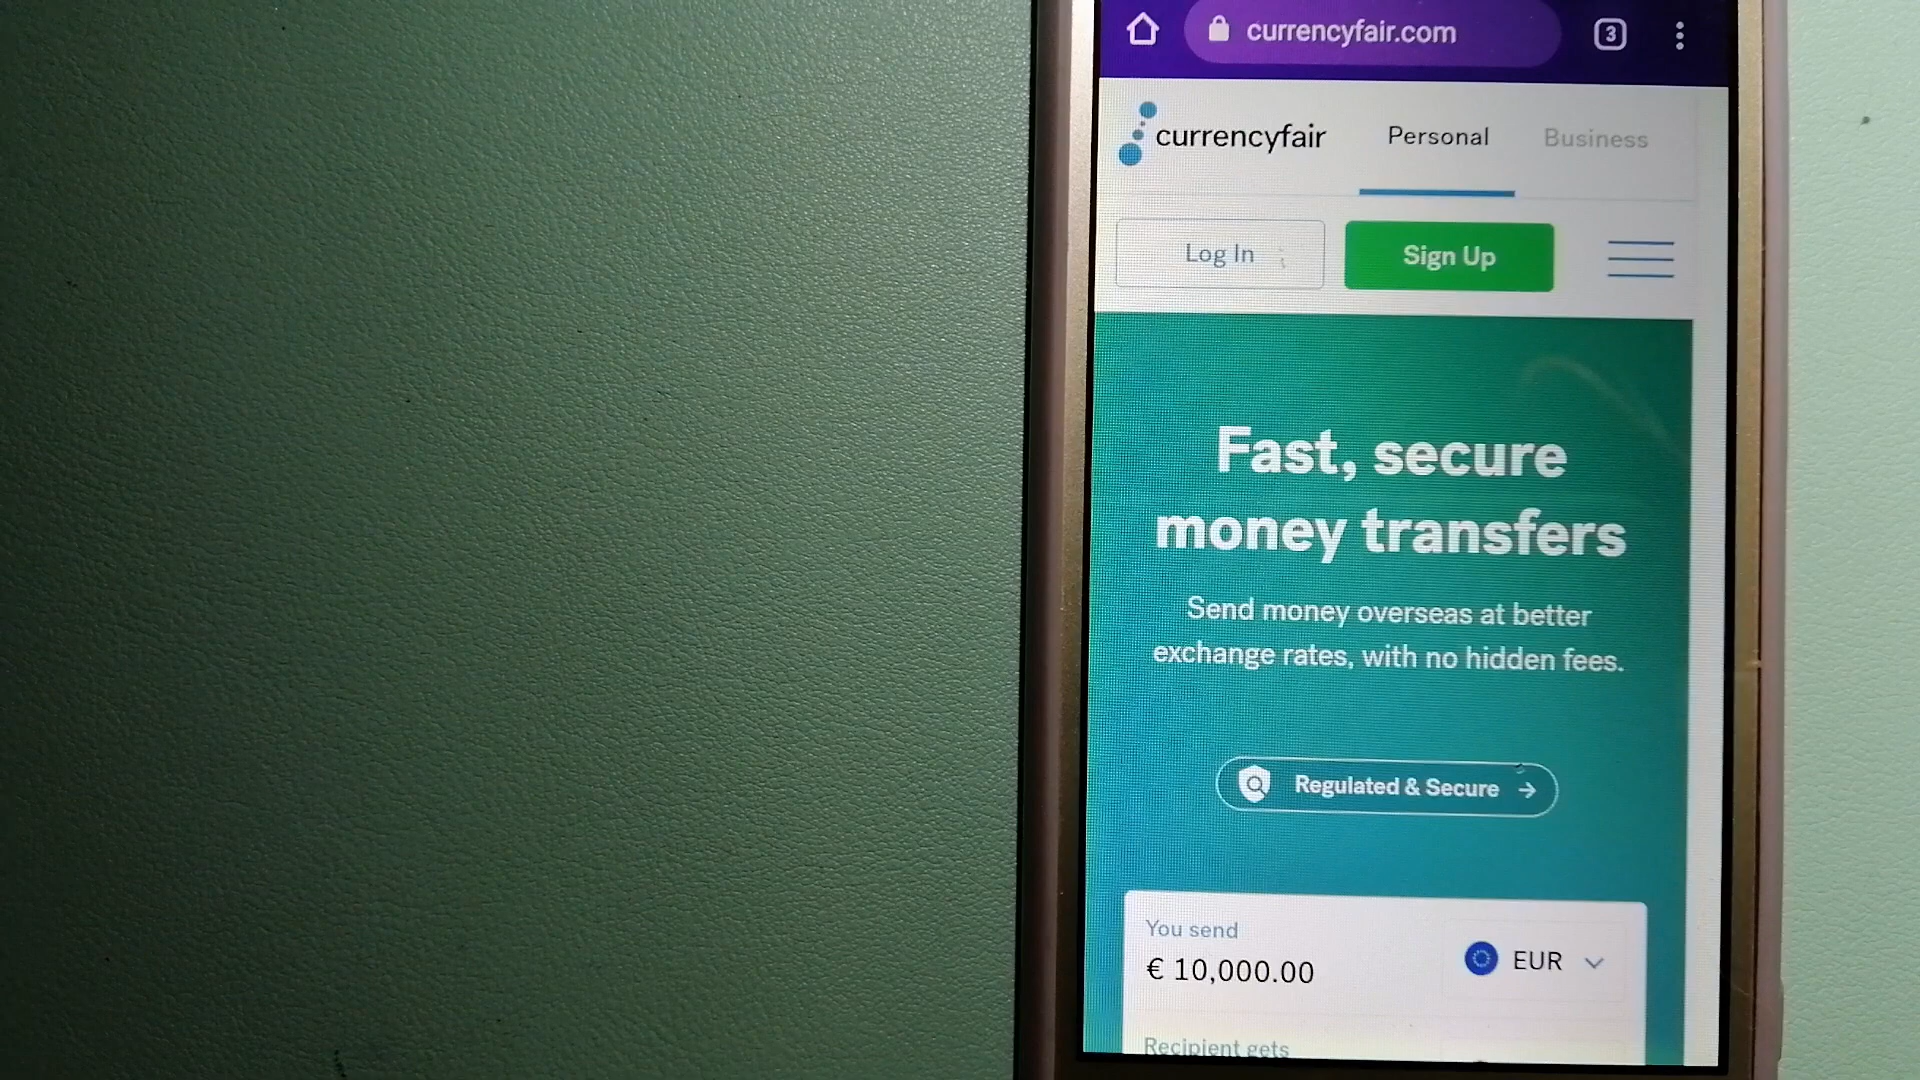 currencyfair.com
3
currencyfair
Personal
Business
Log In
Sign Up
Fast, secure
money transfers
Send money overseas at better
exchange rates, with no hidden fees.
Regulated & Secure →
You send
€ 10,000.00
EUR
Recipient gets